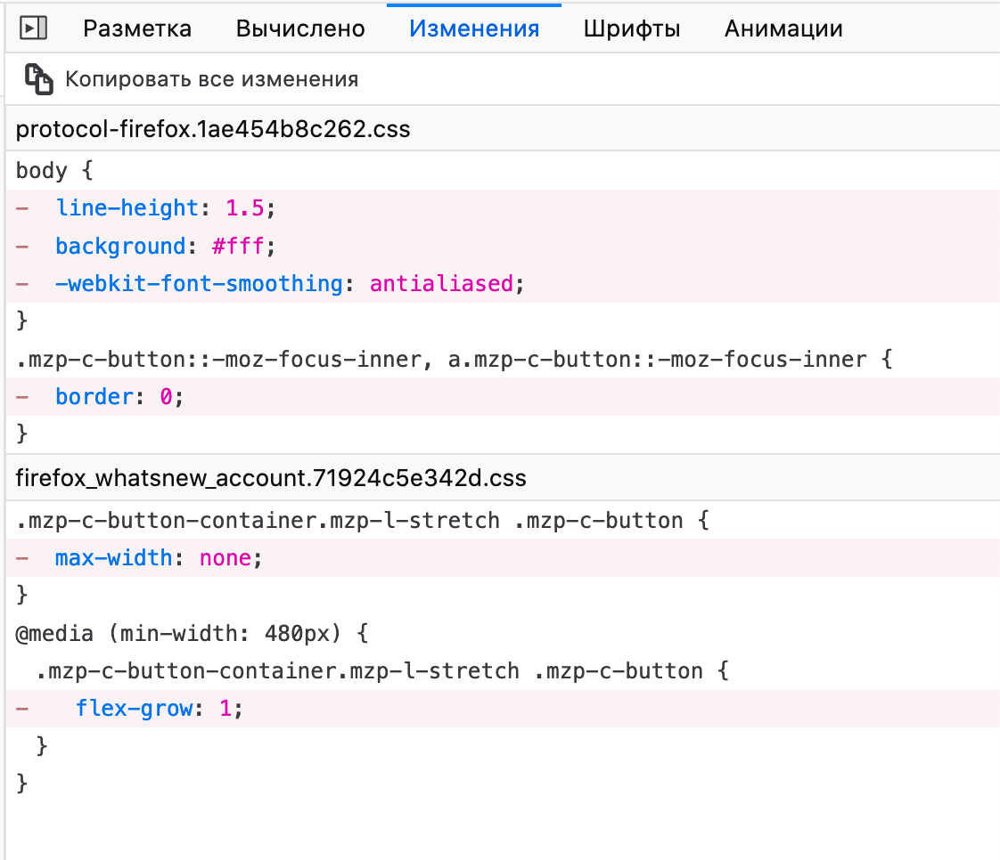 Разметка Вычислено Изменения Шрифты Анимации
Копировать все изменения
protocol-firefox.1ae454b8c262.css
body {
- line-height: 1.5;
- background: #fff;
- -webkit-font-smoothing: antialiased;
}
.mzp-c-button::-moz-focus-inner, a.mzp-c-button::-moz-focus-inner {
- border: 0;
}
firefox_whatsnew_account.71924c5e342d.css
.mzp-c-button-container.mzp-l-stretch .mzp-c-button {
- max-width: none;
}
@media (min-width: 480px) {
.mzp-c-button-container.mzp-l-stretch .mzp-c-button {
- flex-grow: 1;
}
}